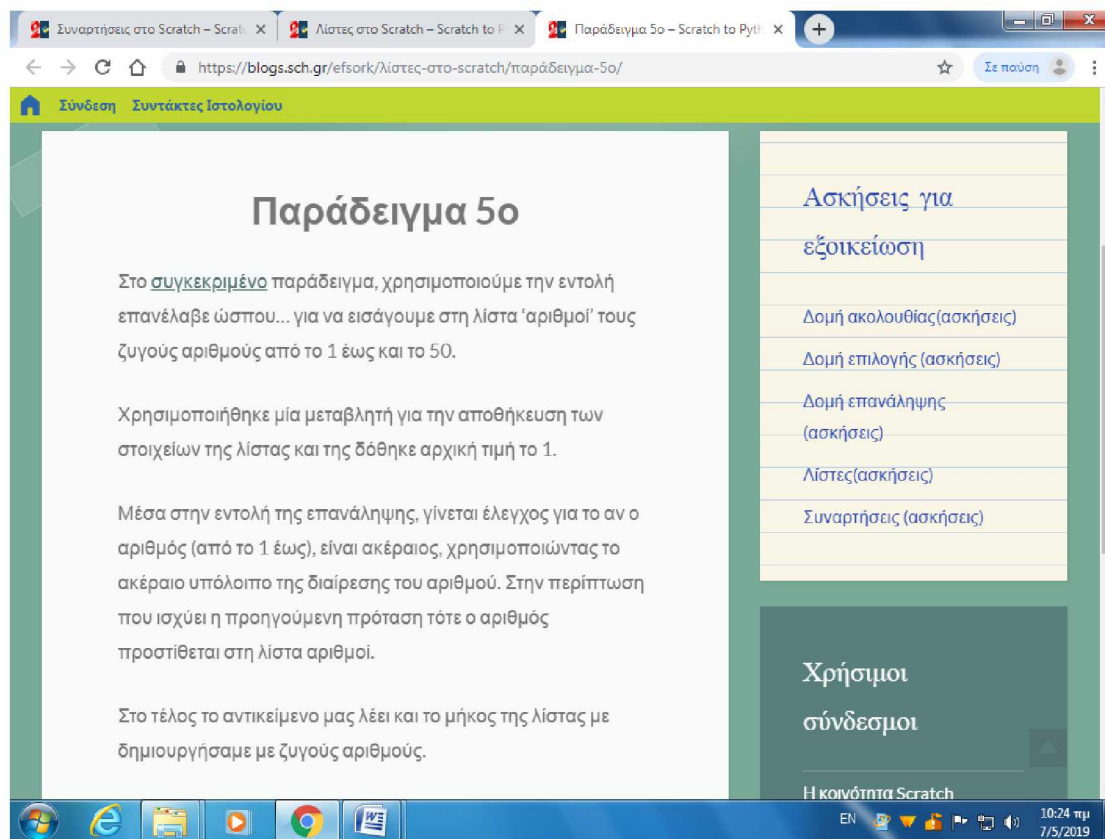 Συναρτήσεις στο Scratch – Scratc
Λίστες στο Scratch – Scratch to P
Παράδειγμα 5ο – Scratch to Pyth
https://blogs.sch.gr/efsork/λίστες-στο-scratch/παράδειγμα-5ο/
Σε παύση
Σύνδεση Συντάκτες Ιστολογίου
Παράδειγμα 5ο
Στο συγκεκριμένο παράδειγμα, χρησιμοποιούμε την εντολή
επανέλαβε ώσπου... για να εισάγουμε στη λίστα ‘αριθμοί’ τους
ζυγούς αριθμούς από το 1 έως και το 50.
Χρησιμοποιήθηκε μία μεταβλητή για την αποθήκευση των
στοιχείων της λίστας και της δόθηκε αρχική τιμή το 1.
Μέσα στην εντολή της επανάληψης, γίνεται έλεγχος για το αν ο
αριθμός (από το 1 έως), είναι ακέραιος, χρησιμοποιώντας το
ακέραιο υπόλοιπο της διαίρεσης του αριθμού. Στην περίπτωση
που ισχύει η προηγούμενη πρόταση τότε ο αριθμός
προστίθεται στη λίστα αριθμοί.
Στο τέλος το αντικείμενο μας λέει και το μήκος της λίστας με
δημιουργήσαμε με ζυγούς αριθμούς.
Ασκήσεις για
εξοικείωση
Δομή ακολουθίας(ασκήσεις)
Δομή επιλογής (ασκήσεις)
Δομή επανάληψης
(ασκήσεις)
Λίστες(ασκήσεις)
Συναρτήσεις (ασκήσεις)
Χρήσιμοι
σύνδεσμοι
Η κοινότητα Scratch
EN
10:24 πμ
7/5/2019